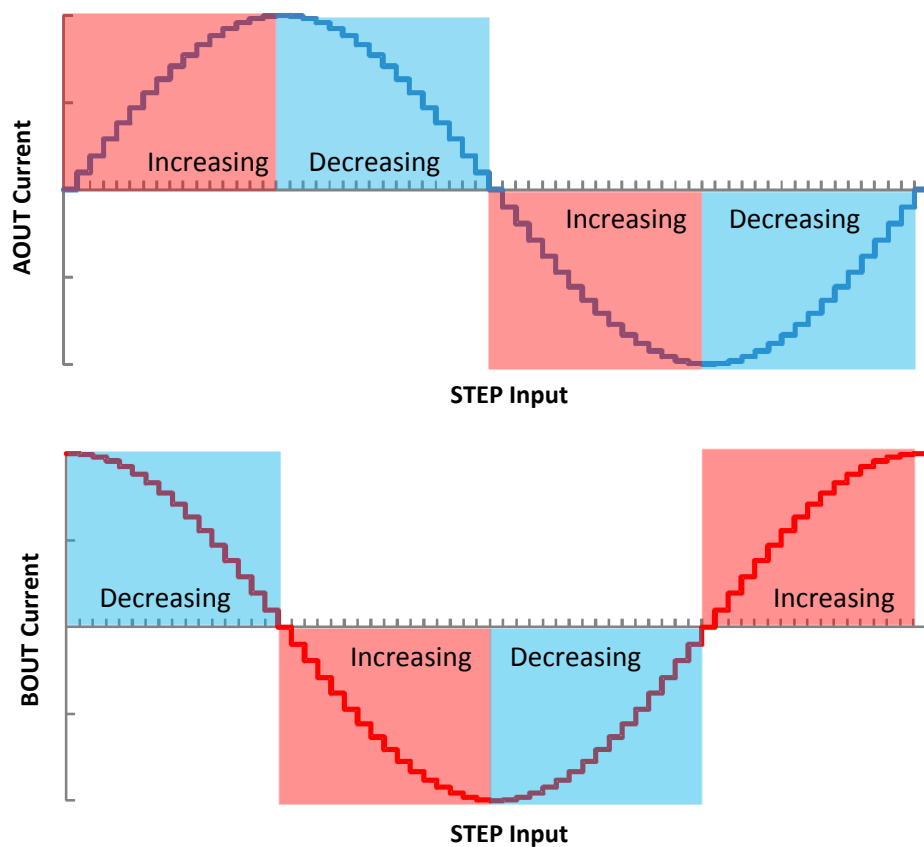 AOUT Current
Increasing
Decreasing
Increasing
Decreasing
STEP Input
BOUT Current
Decreasing
Increasing
Decreasing
Increasing
STEP Input